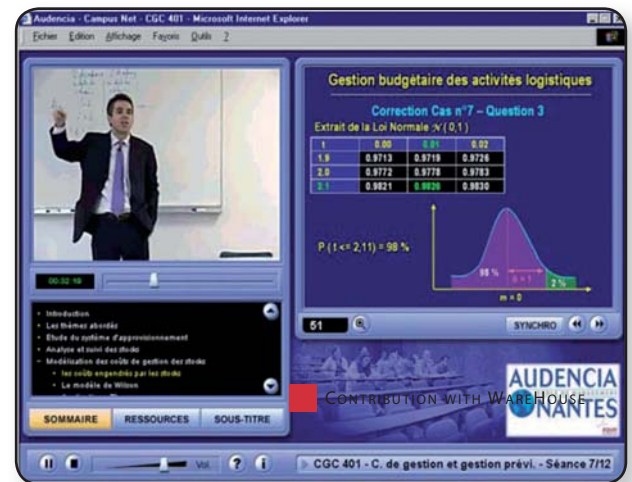 Audencia - Campus Net - CGC 401 - Microsoft Internet Explorer
Fichier Edition Affichage Favoris Outils ?
Gestion budgétaire des activités logistiques
Correction Cas n°7 – Question 3
Extrait de la Loi Normale N ( 0,1 )
t 0.00 0.01 0.02
1.9 0.9713 0.9719 0.9726
2.0 0.9772 0.9778 0.9783
2.1 0.9821 0.9826 0.9830
P ( t <= 2,11) = 98 %
98 %
2 %
m = 0
00:32:19
Introduction
Les thèmes abordés
Etude du système d'approvisionnement
Analyse et suivi des stocks
Modélisation des coûts de gestion des stocks
les coûts engendrés par les stocks
Le modèle de Wilson
51
SYNCHRO
CONTRIBUTION WITH WAREHOUSE
AUDENCIA
NANTES
SOMMAIRE RESSOURCES SOUS-TITRE
Vol. ? i
CGC 401 - C. de gestion et gestion prévi. - Séance 7/12